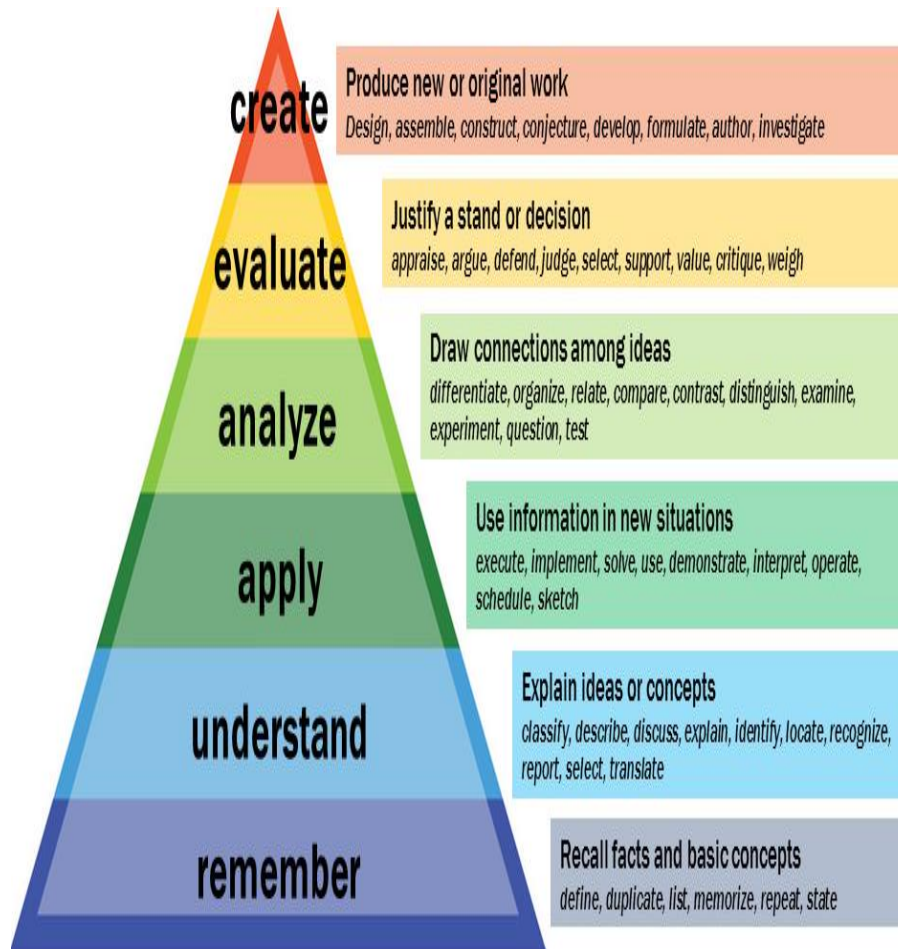 create
Produce new or original work
Design, assemble, construct, conjecture, develop, formulate, author, investigate
evaluate
Justify a stand or decision
appraise, argue, defend, judge, select, support, value, critique, weigh
analyze
Draw connections among ideas
differentiate, organize, relate, compare, contrast, distinguish, examine,
experiment, question, test
apply
Use information in new situations
execute, implement, solve, use, demonstrate, interpret, operate,
schedule, sketch
understand
Explain ideas or concepts
classify, describe, discuss, explain, identify, locate, recognize,
report, select, translate
remember
Recall facts and basic concepts
define, duplicate, list, memorize, repeat, state